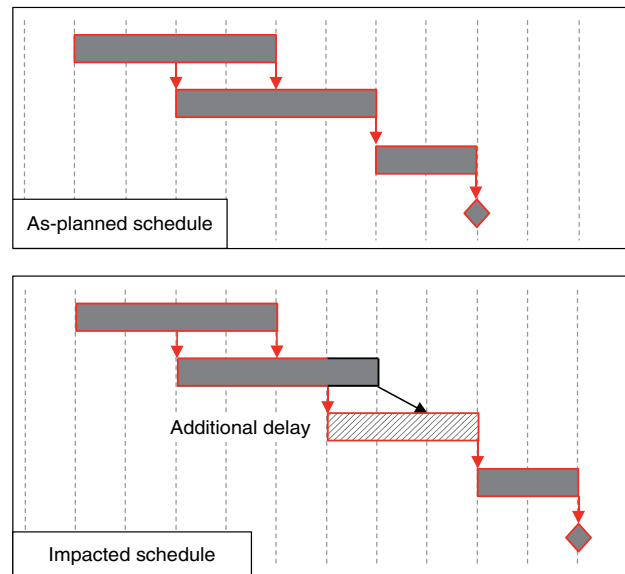 As-planned schedule
Additional delay
Impacted schedule